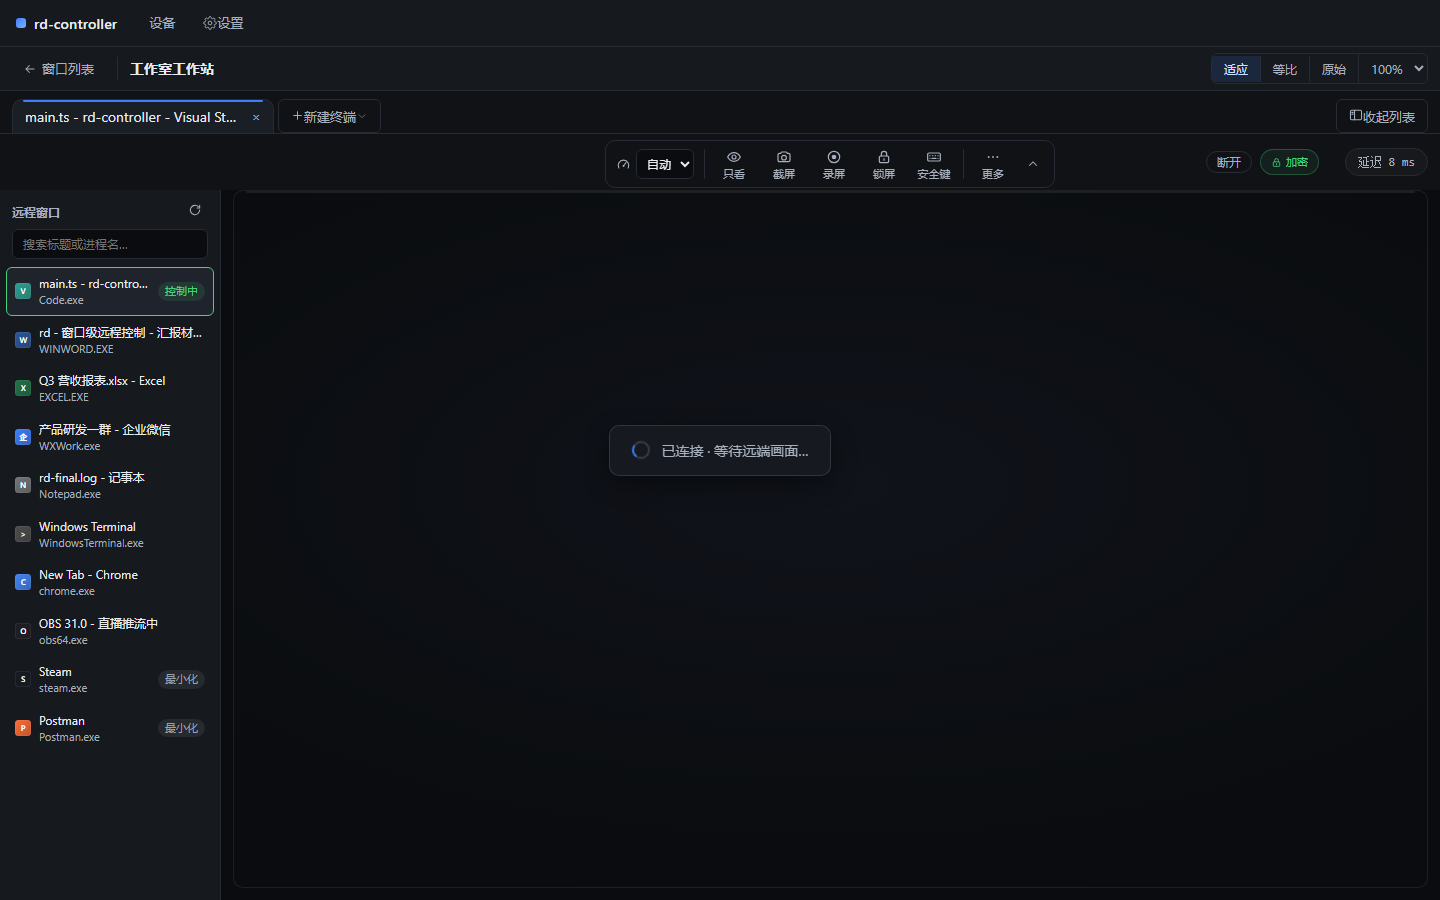 rd-controller 设备 设置
窗口列表 工作室工作站 适应 等比 原始 100%
main.ts - rd-controller - Visual St... × +新建终端 收起列表
自动 只看 截屏 录屏 锁屏 安全键 更多 断开 加密 延迟 8 ms
远程窗口
搜索标题或进程名...
main.ts - rd-contro... 控制中
Code.exe
W rd - 窗口级远程控制 - 汇报材...
WINWORD.EXE
X Q3 营收报表.xlsx - Excel
EXCEL.EXE
企 产品研发一群 - 企业微信
WXWork.exe
N rd-final.log - 记事本
Notepad.exe
> Windows Terminal
WindowsTerminal.exe
C New Tab - Chrome
chrome.exe
O OBS 31.0 - 直播推流中
obs64.exe
S Steam 最小化
steam.exe
P Postman 最小化
Postman.exe
已连接 · 等待远端画面...